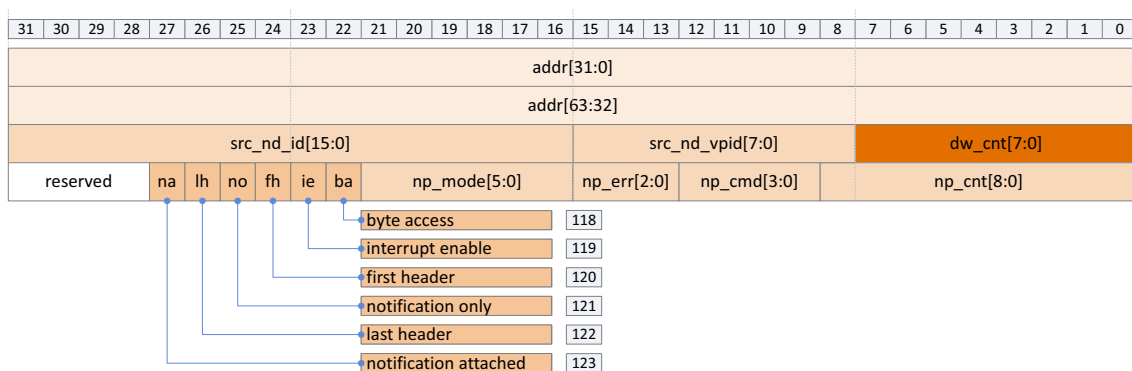 31 30 29 28 27 26 25 24 23 22 21 20 19 18 17 16 15 14 13 12 11 10 9 8 7 6 5 4 3 2 1 0
addr[31:0]
addr[63:32]
src_nd_id[15:0] src_nd_vpid[7:0] dw_cnt[7:0]
reserved na lh no fh ie ba np_mode[5:0] np_err[2:0] np_cmd[3:0] np_cnt[8:0]
byte access 118
interrupt enable 119
first header 120
notification only 121
last header 122
notification attached 123